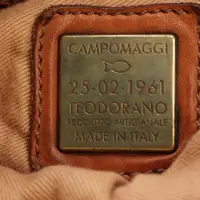 CAMPOMAGGI
25·02·1961
TEODORANO
PRODOTTO ARTIGIANALE
MADE IN ITALY